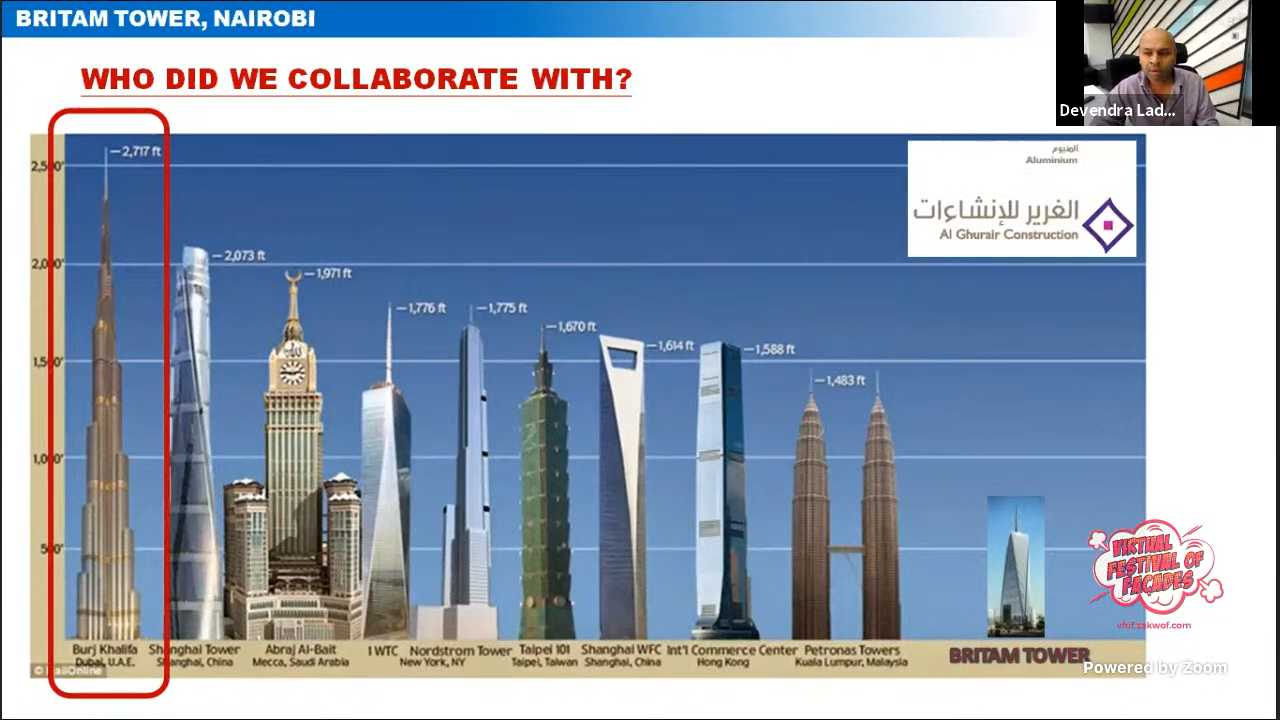 BRITAM TOWER, NAIROBI
WHO DID WE COLLABORATE WITH?
Devendra Lad...
2,717 ft
2,073 ft
1,971 ft
1,776 ft
1,775 ft
1,670 ft
1,614 ft
1,588 ft
1,483 ft
2,500'
2,000'
1,500'
1,000'
500'
المنيوم
Aluminium
الغرير للإنشاءات
Al Ghurair Construction
Burj Khalifa
Dubai, U.A.E.
Shanghai Tower
Shanghai, China
Abraj Al-Bait
Mecca, Saudi Arabia
1 WTC Nordstrom Tower
New York, NY
Taipei 101
Taipei, Taiwan
Shanghai WFC
Shanghai, China
Int'l Commerce Center
Hong Kong
Petronas Towers
Kuala Lumpur, Malaysia
BRITAM TOWER
© MailOnline
VIRTUAL
FESTIVAL OF
FAÇADES
vfof.zakwof.com
Powered by Zoom